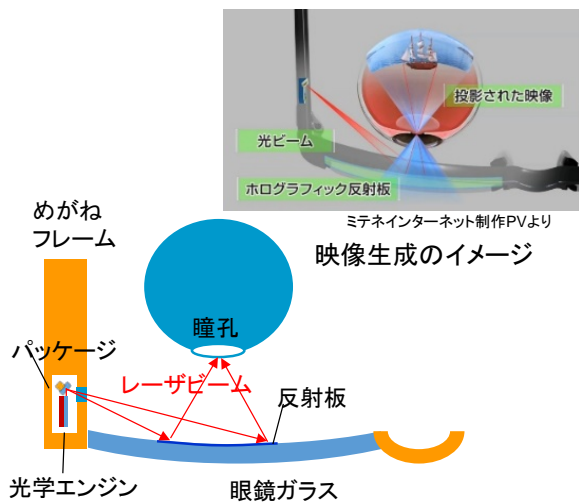 投影された映像
光ビーム
ホログラフィック反射板
ミテネインターネット制作PVより
映像生成のイメージ
めがね
フレーム
瞳孔
パッケージ
レーザビーム
反射板
光学エンジン
眼鏡ガラス